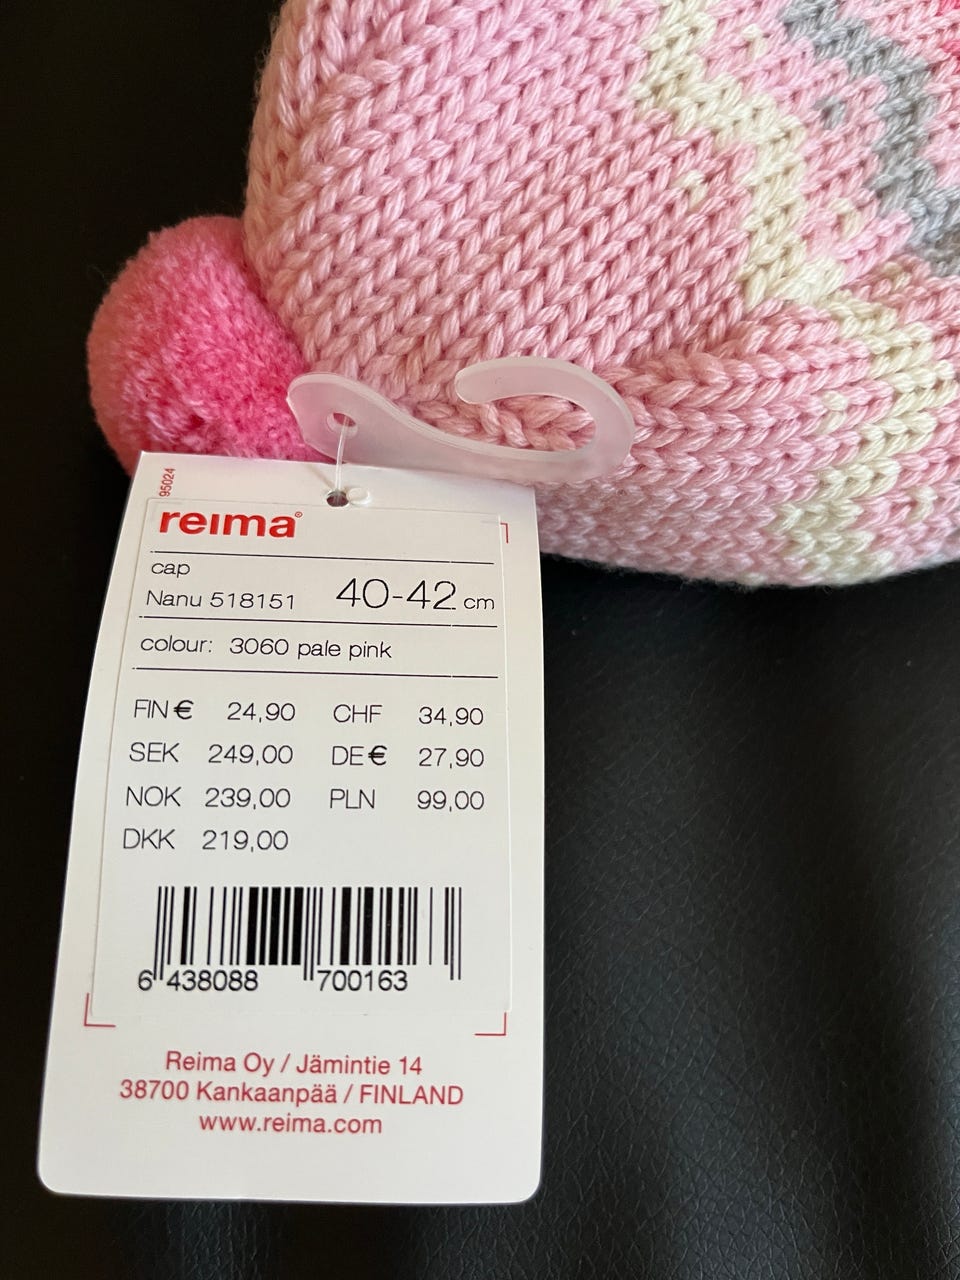 95024
reima®
cap
Nanu 518151 40-42 cm
colour: 3060 pale pink
FIN€ 24,90 CHF 34,90
SEK 249,00 DE€ 27,90
NOK 239,00 PLN 99,00
DKK 219,00
6 438088 700163
Reima Oy / Jämintie 14
38700 Kankaanpää / FINLAND
www.reima.com